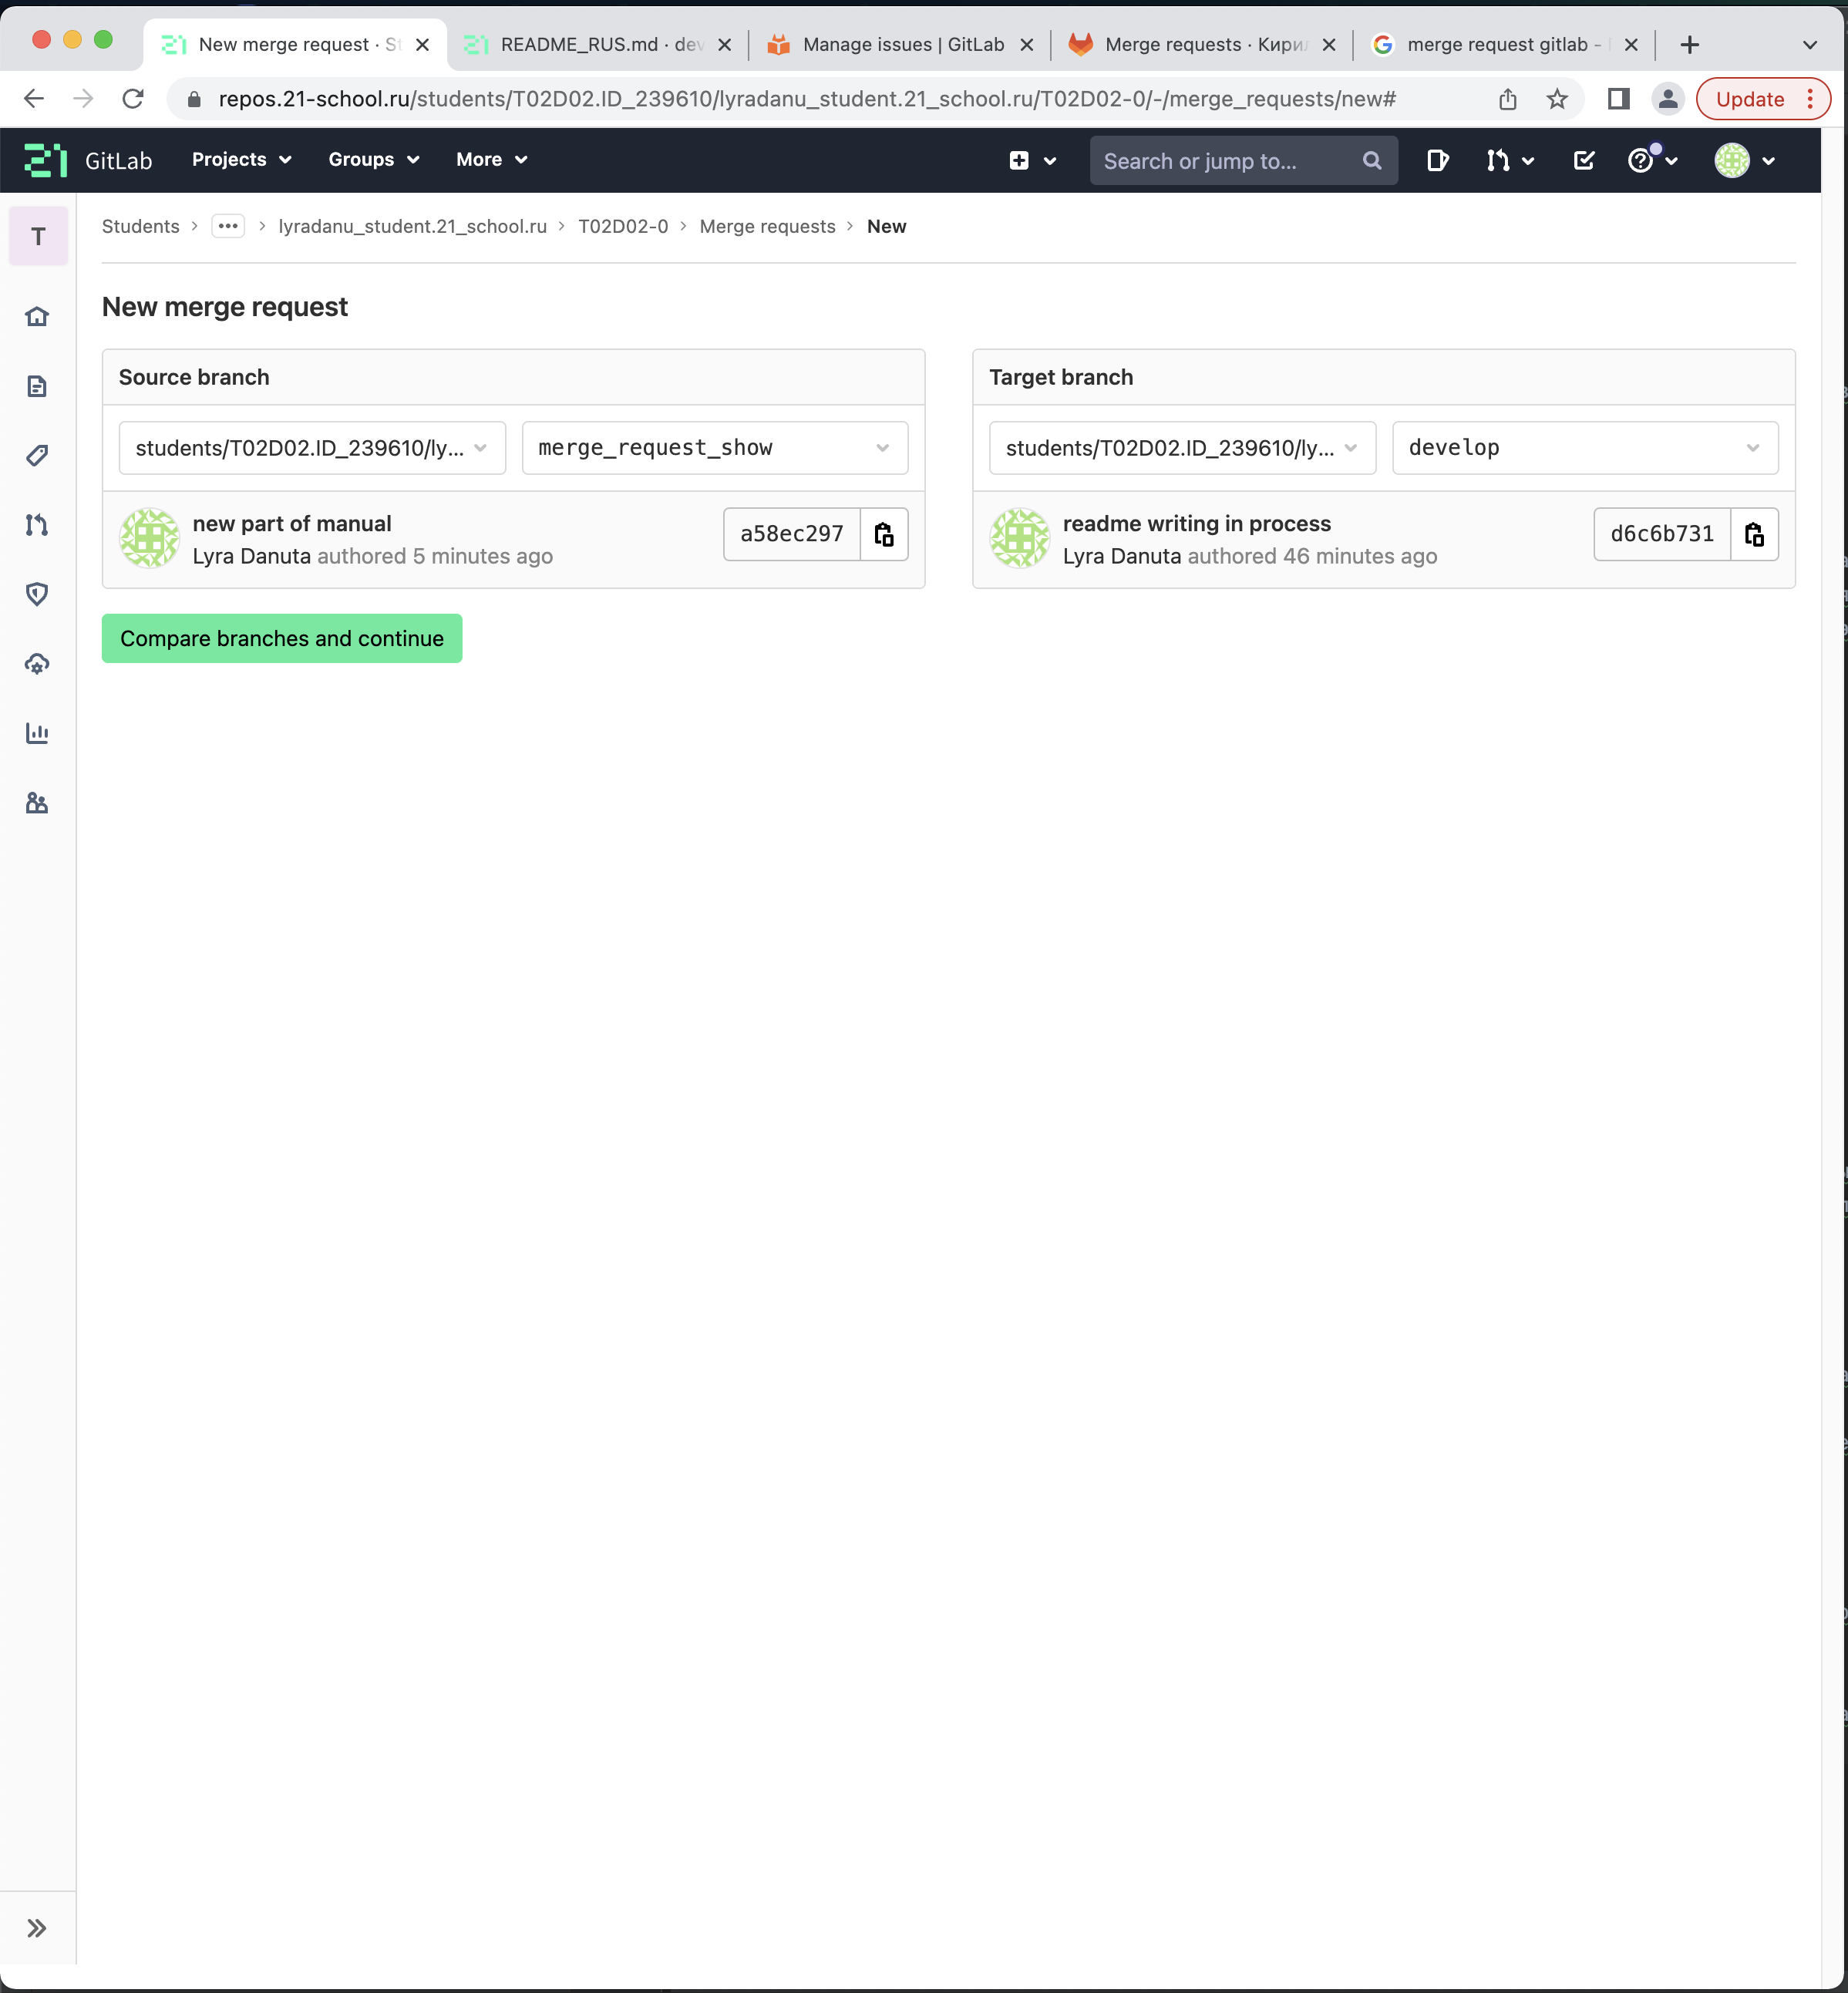 New merge request · St
README_RUS.md · dev
Manage issues | GitLab
Merge requests · Кирил
merge request gitlab -
repos.21-school.ru/students/T02D02.ID_239610/lyradanu_student.21_school.ru/T02D02-0/-/merge_requests/new#
Update
21 GitLab Projects Groups More Search or jump to...
T
Students > ••• > lyradanu_student.21_school.ru > T02D02-0 > Merge requests > New
New merge request
Source branch
students/T02D02.ID_239610/ly... merge_request_show
new part of manual
Lyra Danuta authored 5 minutes ago
a58ec297
Target branch
students/T02D02.ID_239610/ly... develop
readme writing in process
Lyra Danuta authored 46 minutes ago
d6c6b731
Compare branches and continue